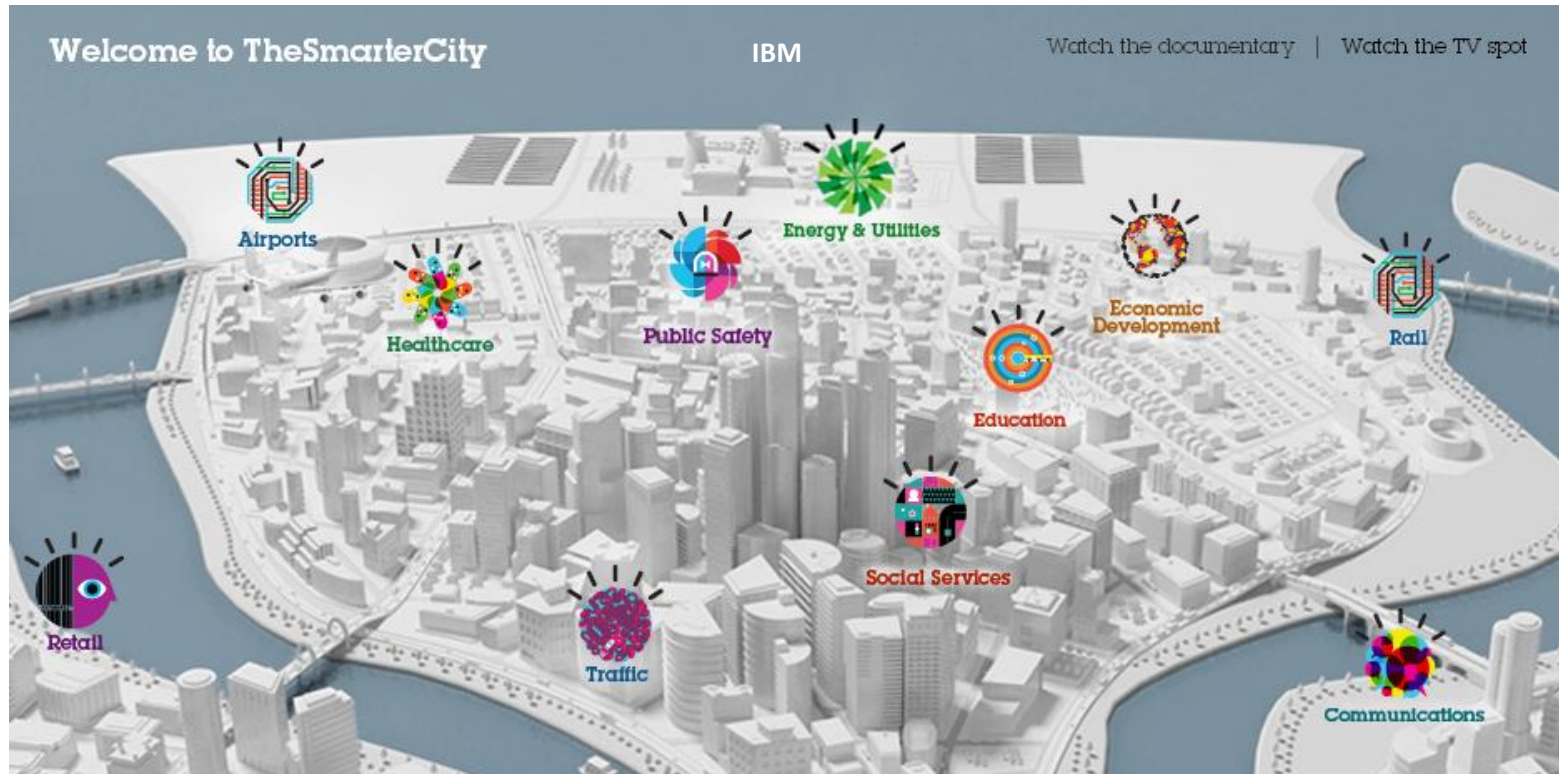 Welcome to TheSmarterCity
IBM
Watch the documentary | Watch the TV spot
Airports
Energy & Utilities
Healthcare
Public Safety
Economic
Development
Rail
Education
Social Services
Retail
Traffic
Communications